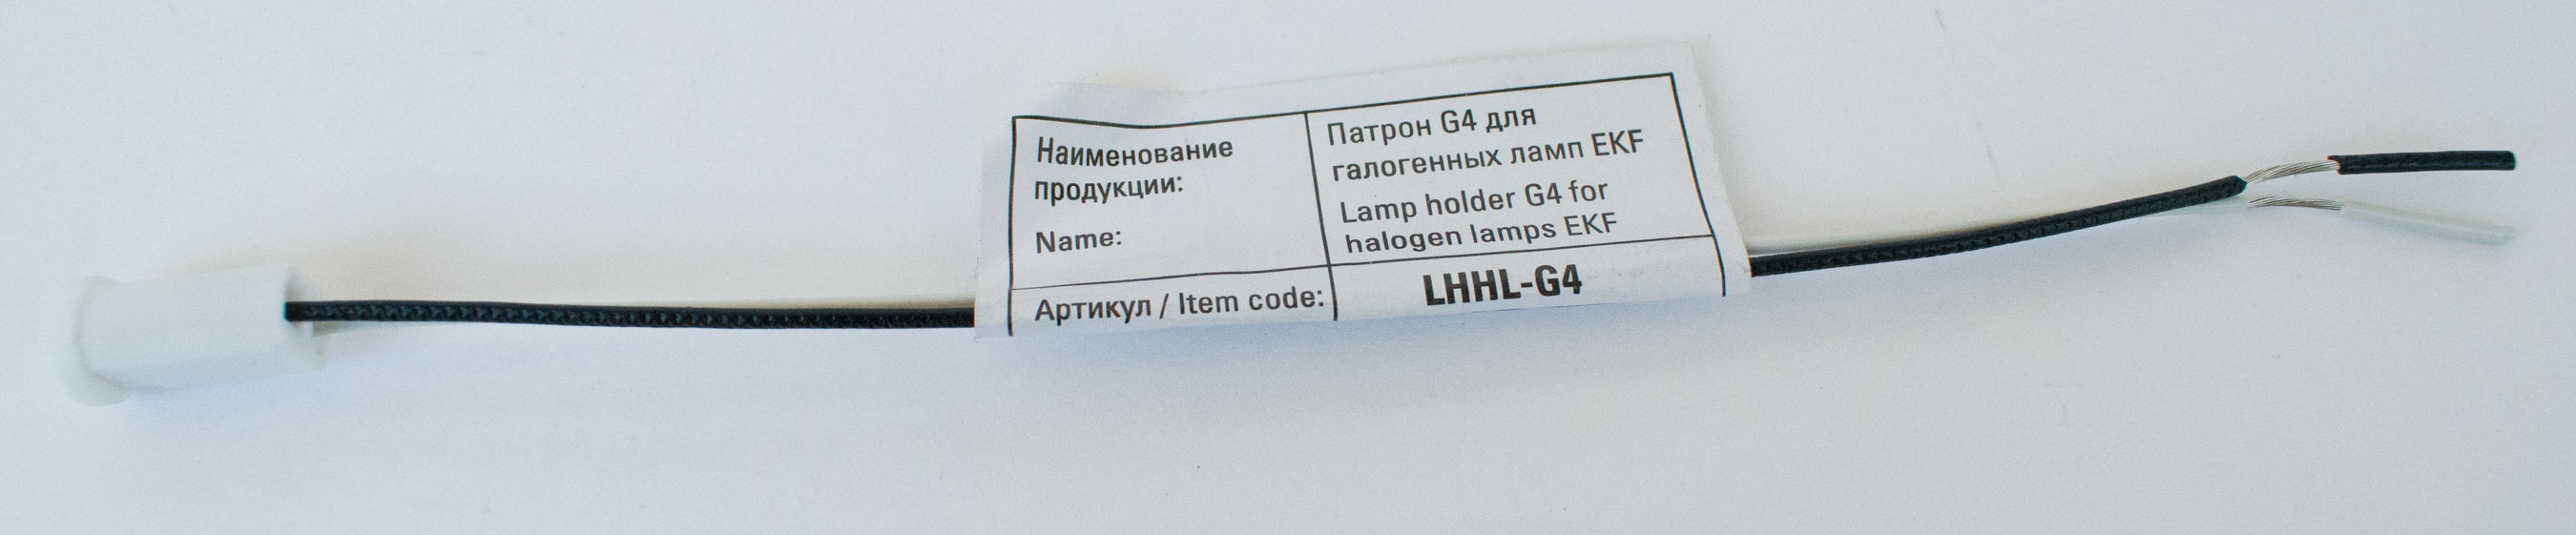 Наименование
продукции:
Name:
Патрон G4 для
галогенных ламп EKF
Lamp holder G4 for
halogen lamps EKF
Артикул / Item code:
LHHL-G4